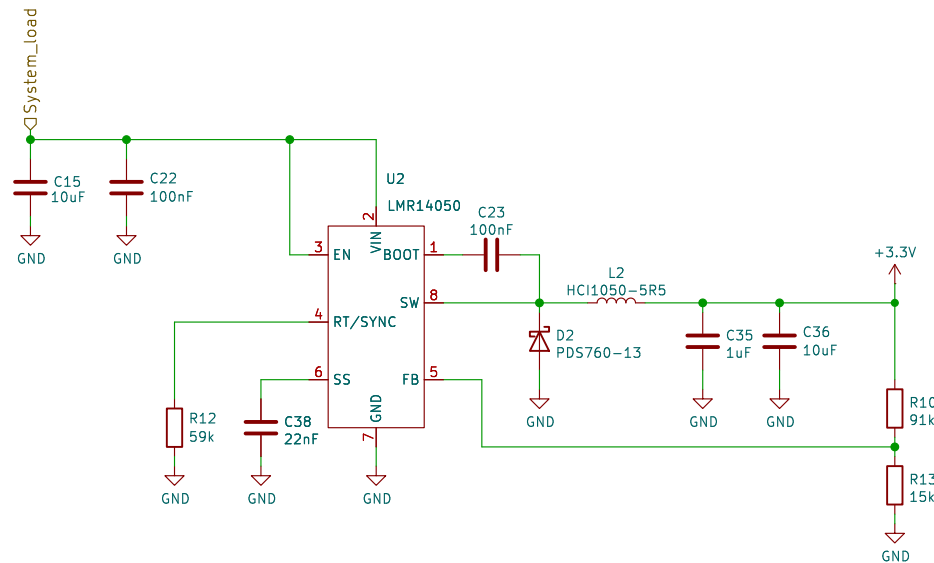 System_load
C15
10uF
GND
C22
100nF
GND
U2
LMR14050
2
VIN
3
EN
BOOT
1
SW
8
4
RT/SYNC
6
SS
FB
5
GND
7
GND
R12
59k
GND
C38
22nF
GND
C23
100nF
L2
HCI1050-5R5
D2
PDS760-13
GND
C35
1uF
GND
C36
10uF
GND
+3.3V
R10
91k
R13
15k
GND